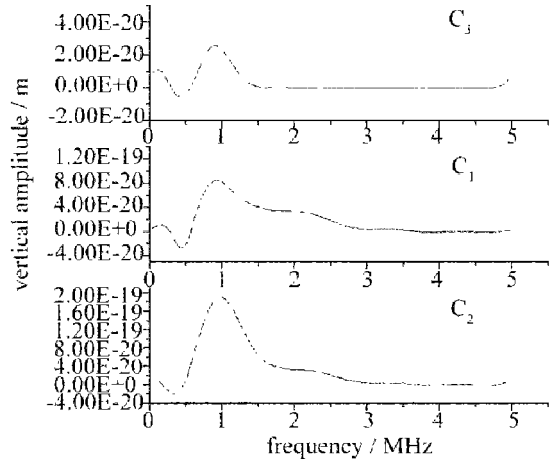 vertical amplitude / m
4.00E-20
2.00E-20
0.00E+0
-2.00E-20
C3
0 1 2 3 4 5
1.20E-19
8.00E-20
4.00E-20
0.00E+0
-4.00E-20
C1
0 1 2 3 4 5
2.00E-19
1.60E-19
1.20E-19
8.00E-20
4.00E-20
0.00E+0
-4.00E-20
C2
0 1 2 3 4 5
frequency / MHz